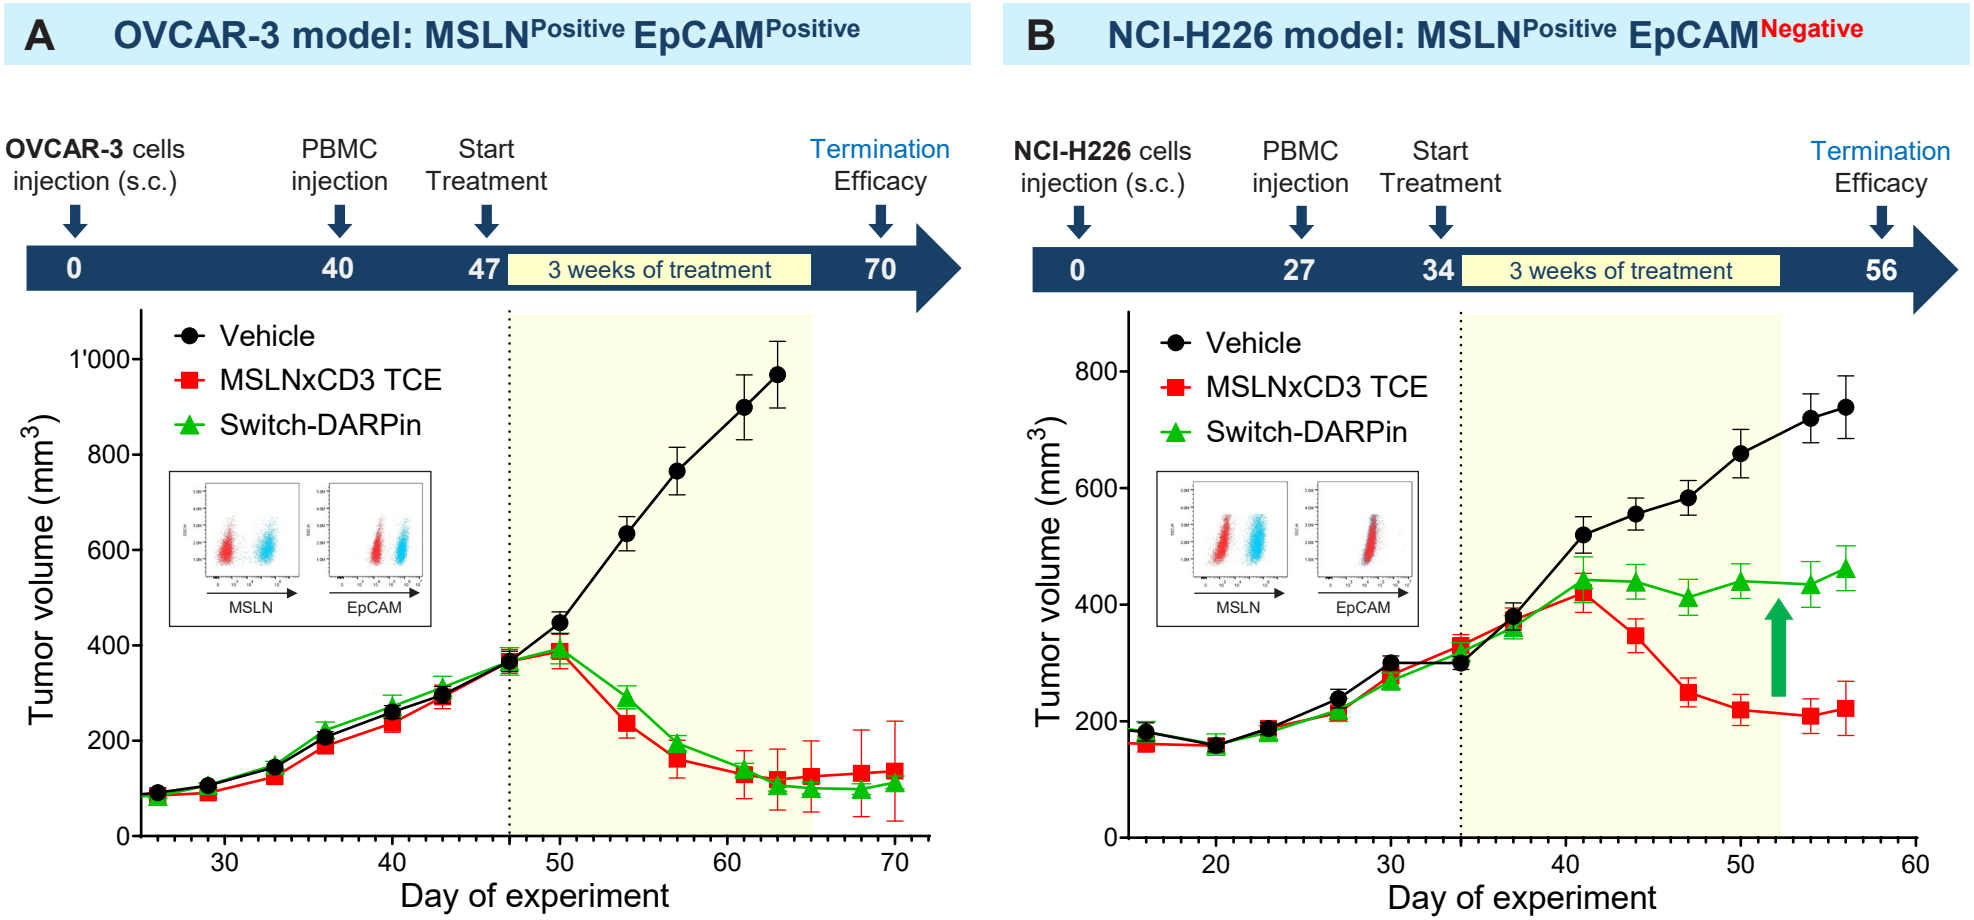 A OVCAR-3 model: MSLNPositive EpCAMPositive
OVCAR-3 cells
injection (s.c.)
PBMC
injection
Start
Treatment
Termination
Efficacy
0 40 47 3 weeks of treatment 70
Vehicle
MSLNxCD3 TCE
Switch-DARPin
MSLN
EpCAM
Tumor volume (mm3)
1'000
800
600
400
200
0
30 40 50 60 70
Day of experiment
B NCI-H226 model: MSLNPositive EpCAMNegative
NCI-H226 cells
injection (s.c.)
PBMC
injection
Start
Treatment
Termination
Efficacy
0 27 34 3 weeks of treatment 56
Vehicle
MSLNxCD3 TCE
Switch-DARPin
MSLN
EpCAM
Tumor volume (mm3)
800
600
400
200
0
20 30 40 50 60
Day of experiment